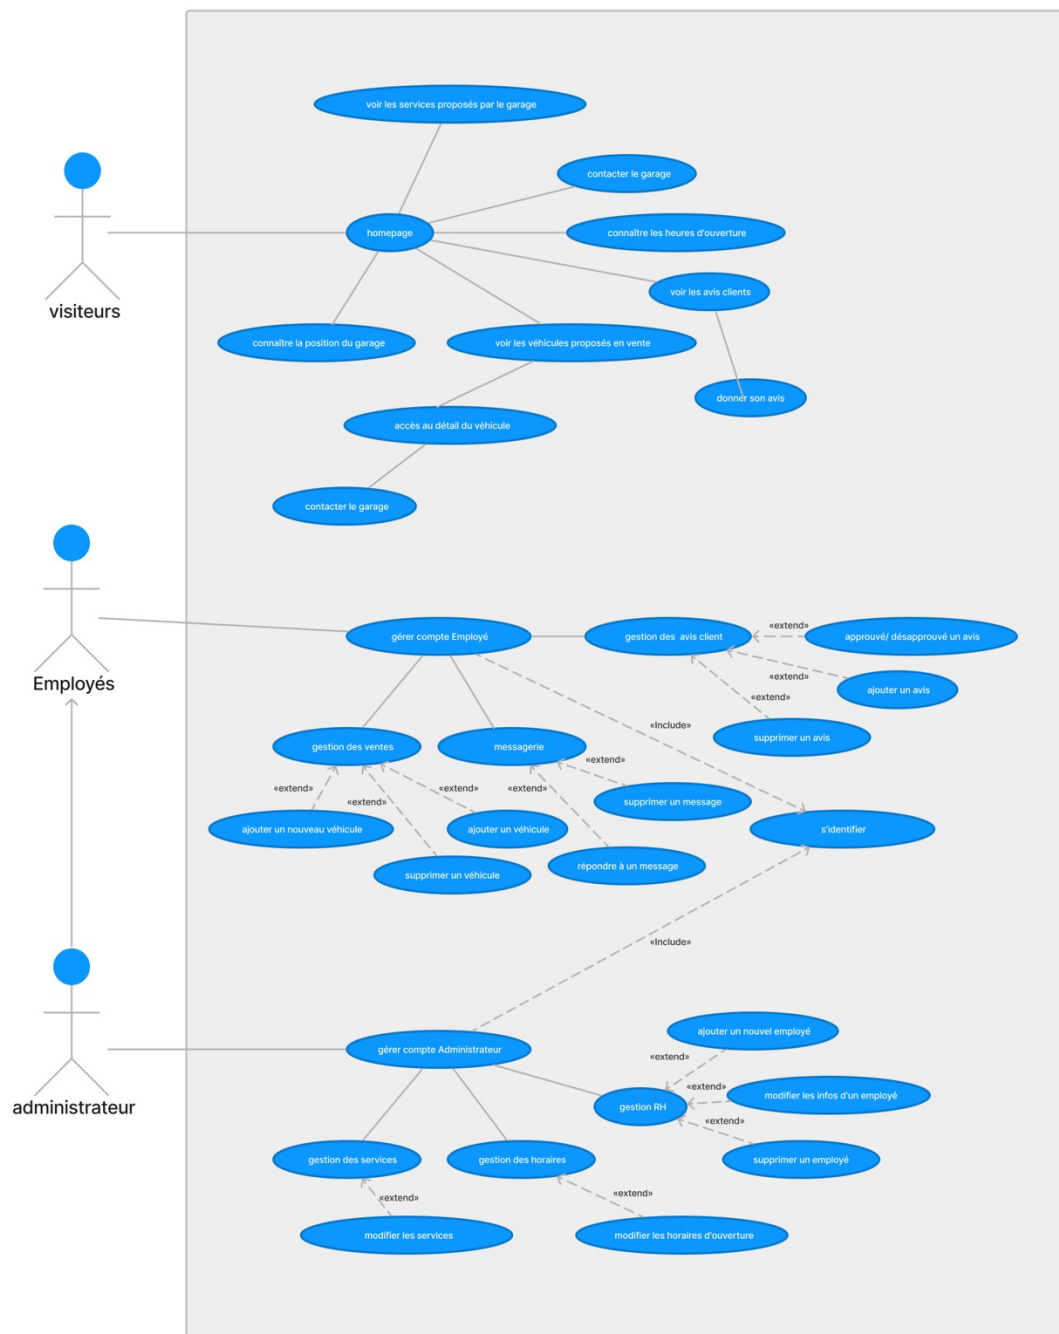 voir les services proposés par le garage
contacter le garage
homepage
connaître les heures d'ouverture
voir les avis clients
visiteurs
connaître la position du garage
voir les véhicules proposés en vente
donner son avis
accès au détail du véhicule
contacter le garage
«extend»
gérer compte Employé
gestion des  avis client
approuvé/ désapprouvé un avis
«extend»
Employés
ajouter un avis
«extend»
«Include»
supprimer un avis
gestion des ventes
messagerie
«extend»
«extend»
«extend»
supprimer un message
«extend»
«extend»
ajouter un nouveau véhicule
ajouter un véhicule
s'identifier
répondre à un message
supprimer un véhicule
«Include»
ajouter un nouvel employé
gérer compte Administrateur
«extend»
«extend»
modifier les infos d'un employé
administrateur
gestion RH
«extend»
gestion des services
gestion des horaires
supprimer un employé
«extend»
«extend»
modifier les services
modifier les horaires d'ouverture